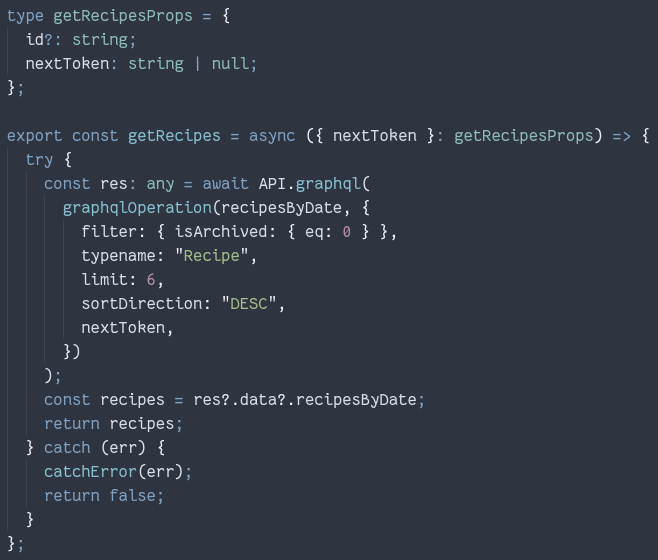 type getRecipesProps = {
  id?: string;
  nextToken: string | null;
};

export const getRecipes = async ({ nextToken }: getRecipesProps) => {
  try {
    const res: any = await API.graphql(
      graphqlOperation(recipesByDate, {
        filter: { isArchived: { eq: 0 } },
        typename: "Recipe",
        limit: 6,
        sortDirection: "DESC",
        nextToken,
      })
    );
    const recipes = res?.data?.recipesByDate;
    return recipes;
  } catch (err) {
    catchError(err);
    return false;
  }
};